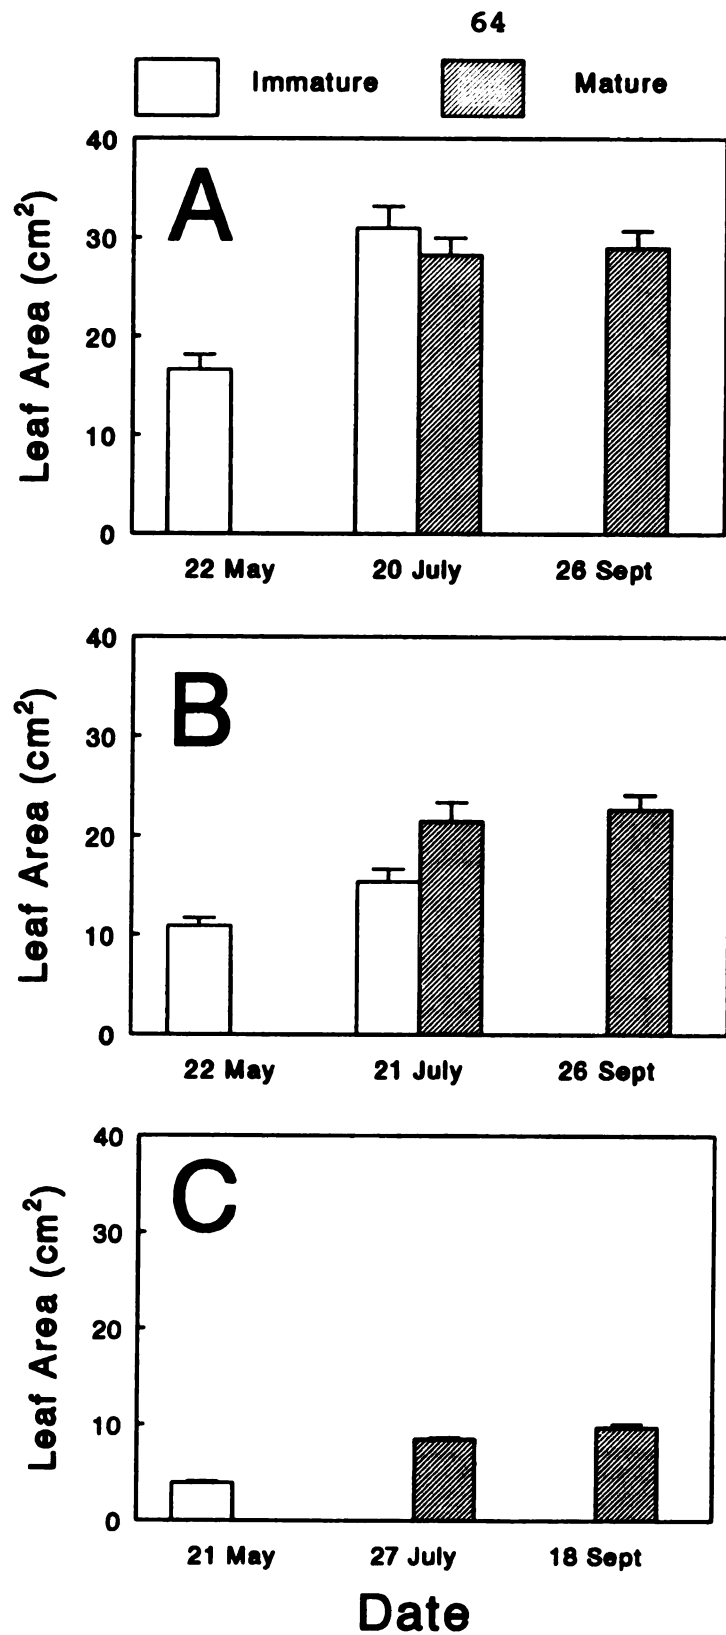 64
Immature Mature
40
A
30
20
10
0
Leaf Area (cm²)
22 May 20 July 26 Sept
40
B
30
20
10
0
Leaf Area (cm²)
22 May 21 July 26 Sept
40
C
30
20
10
0
Leaf Area (cm²)
21 May 27 July 18 Sept
Date